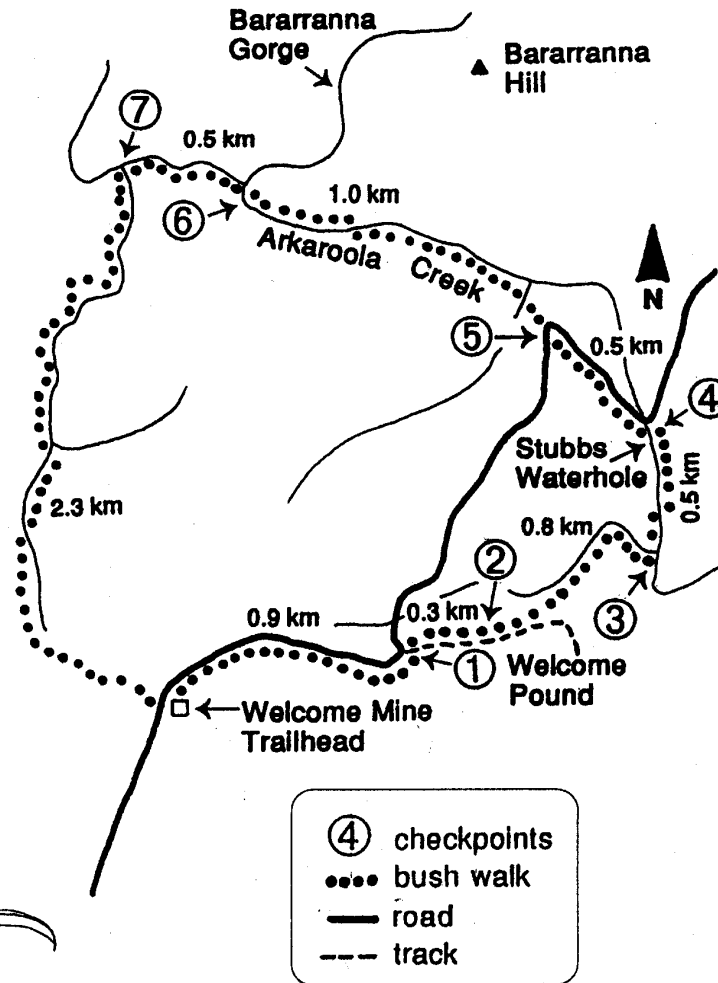 Bararranna
Gorge
Bararranna
Hill
7
0.5 km
6
1.0 km
Arkaroola Creek
N
5
0.5 km
4
Stubbs
Waterhole
0.5 km
2.3 km
0.8 km
2
3
0.9 km
0.3 km
1
Welcome
Pound
Welcome Mine
Trailhead
4 checkpoints
bush walk
road
track